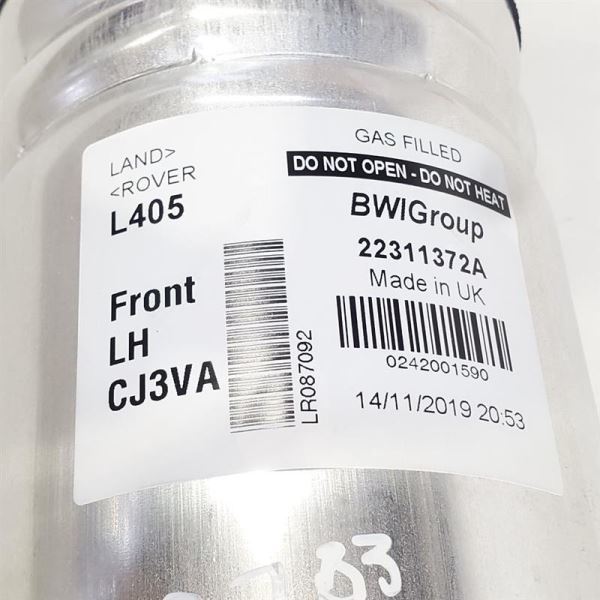 LAND>
<ROVER
L405
Front
LH
CJ3VA
LR087092
GAS FILLED
DO NOT OPEN - DO NOT HEAT
BWIGroup
22311372A
Made in UK
0242001590
14/11/2019 20:53